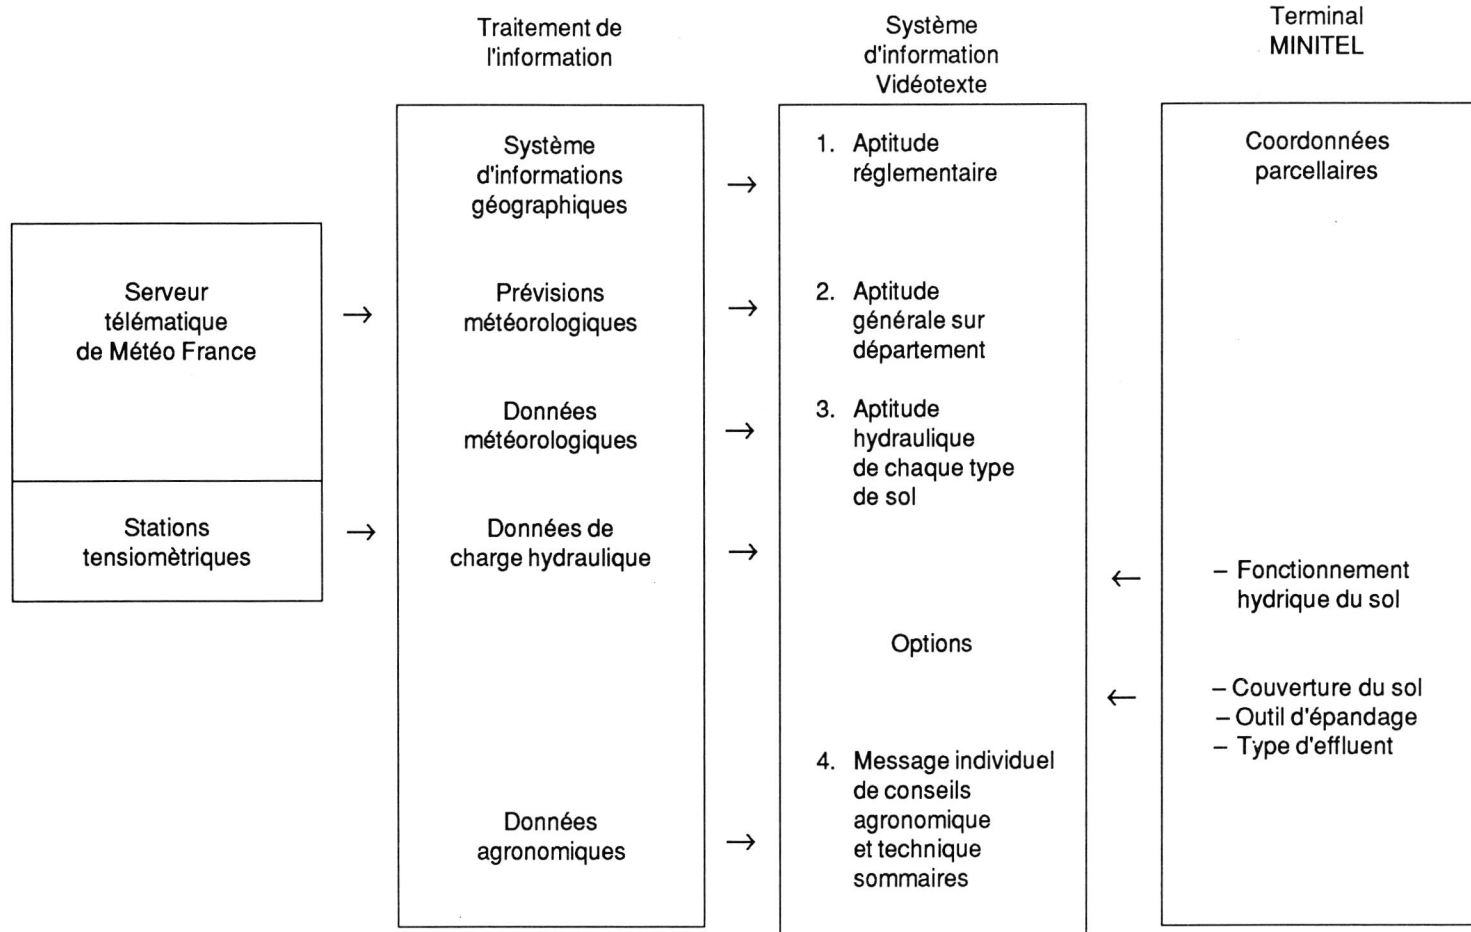 Traitement de
l'information
Système
d'information
Vidéotexte
Terminal
MINITEL
Serveur
télématique
de Météo France
Stations
tensiomètriques
Système
d'informations
géographiques
Prévisions
météorologiques
Données
météorologiques
Données de
charge hydraulique
Données
agronomiques
1. Aptitude
réglementaire
2. Aptitude
générale sur
département
3. Aptitude
hydraulique
de chaque type
de sol
Options
4. Message individuel
de conseils
agronomique
et technique
sommaires
Coordonnées
parcellaires
– Fonctionnement
hydrique du sol
– Couverture du sol
– Outil d'épandage
– Type d'effluent